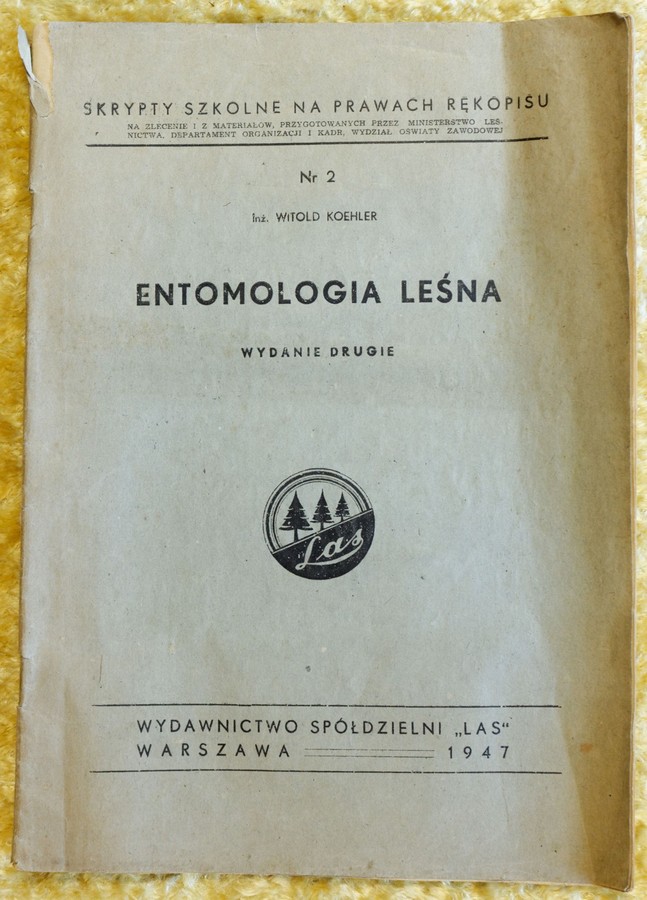 SKRYPTY SZKOLNE NA PRAWACH RĘKOPISU
NA ZLECENIE I Z MATERIAŁÓW, PRZYGOTOWANYCH PRZEZ MINISTERSTWO LEŚ-
NICTWA, DEPARTAMENT ORGANIZACJI I KADR, WYDZIAŁ OŚWIATY ZAWODOWEJ
Nr 2
Inż. WITOLD KOEHLER
ENTOMOLOGIA LEŚNA
WYDANIE DRUGIE
Las
WYDAWNICTWO SPÓŁDZIELNI „LAS"
WARSZAWA 1947